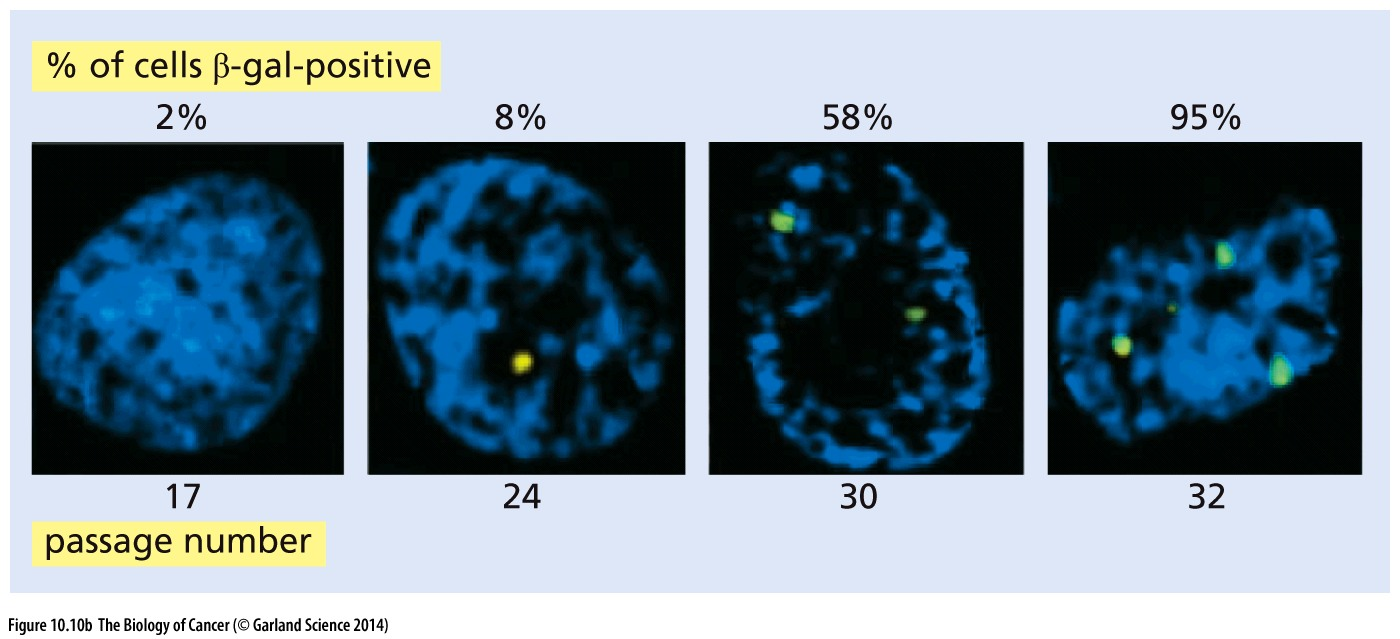 % of cells β-gal-positive
2% 8% 58% 95%
17 24 30 32
passage number
Figure 10.10b The Biology of Cancer (© Garland Science 2014)